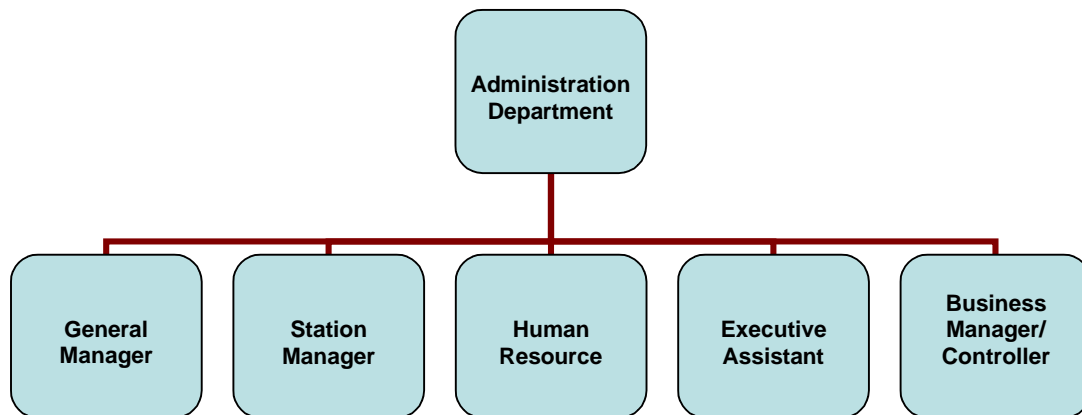 Administration
Department
General
Manager
Station
Manager
Human
Resource
Executive
Assistant
Business
Manager/
Controller